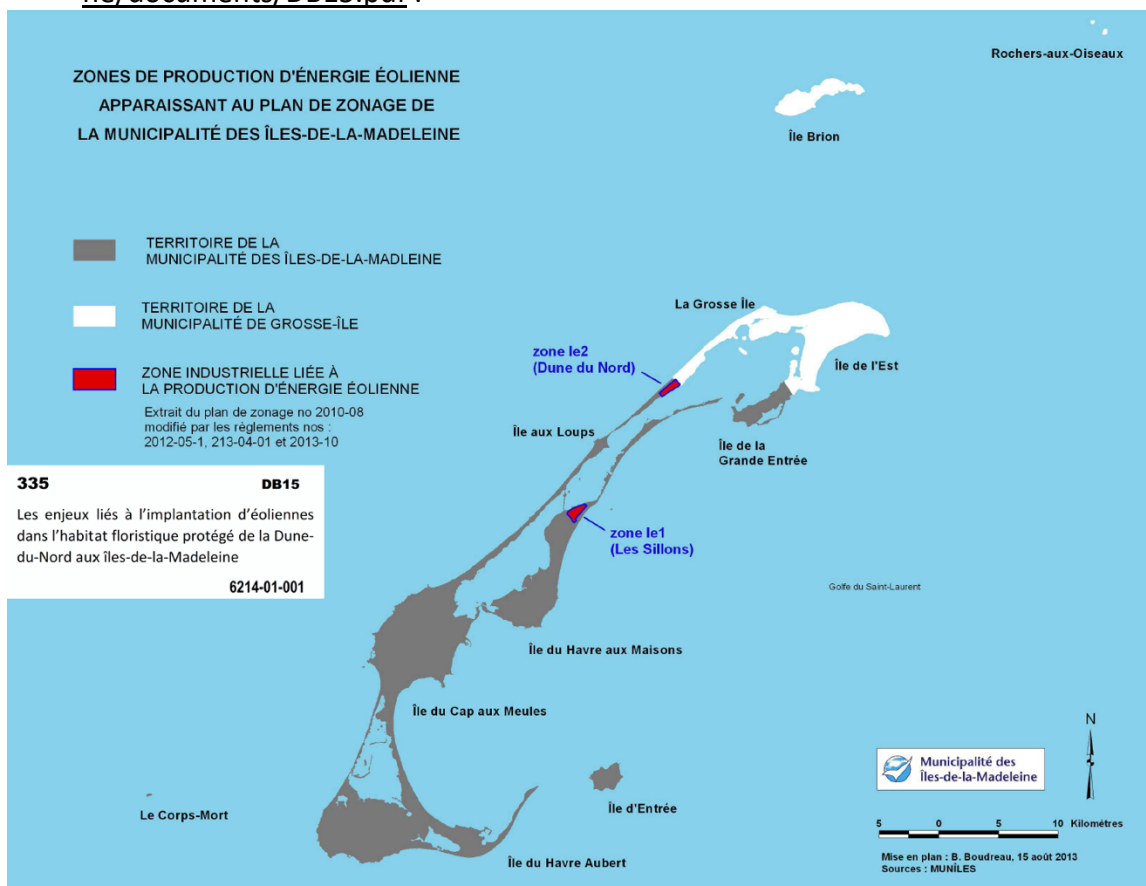 ne/documents/DB15.pdf .
ZONES DE PRODUCTION D'ÉNERGIE ÉOLIENNE
APPARAISSANT AU PLAN DE ZONAGE DE
LA MUNICIPALITÉ DES ÎLES-DE-LA-MADELEINE
Rochers-aux-Oiseaux
Île Brion
TERRITOIRE DE LA
MUNICIPALITÉ DES ÎLES-DE-LA-MADLEINE
TERRITOIRE DE LA
MUNICIPALITÉ DE GROSSE-ÎLE
ZONE INDUSTRIELLE LIÉE À
LA PRODUCTION D'ÉNERGIE ÉOLIENNE
Extrait du plan de zonage no 2010-08
modifié par les règlements nos :
2012-05-1, 213-04-01 et 2013-10
La Grosse Île
zone Ie2
(Dune du Nord)
Île de l'Est
Île aux Loups
Île de la
Grande Entrée
335 DB15
Les enjeux liés à l'implantation d'éoliennes
dans l'habitat floristique protégé de la Dune-
du-Nord aux îles-de-la-Madeleine
6214-01-001
zone Ie1
(Les Sillons)
Golfe du Saint-Laurent
Île du Havre aux Maisons
Île du Cap aux Meules
Le Corps-Mort
Île d'Entrée
Île du Havre Aubert
N
Municipalité des
Îles-de-la-Madeleine
5 0 5 10 Kilomètres
Mise en plan : B. Boudreau, 15 août 2013
Sources : MUNÎLES